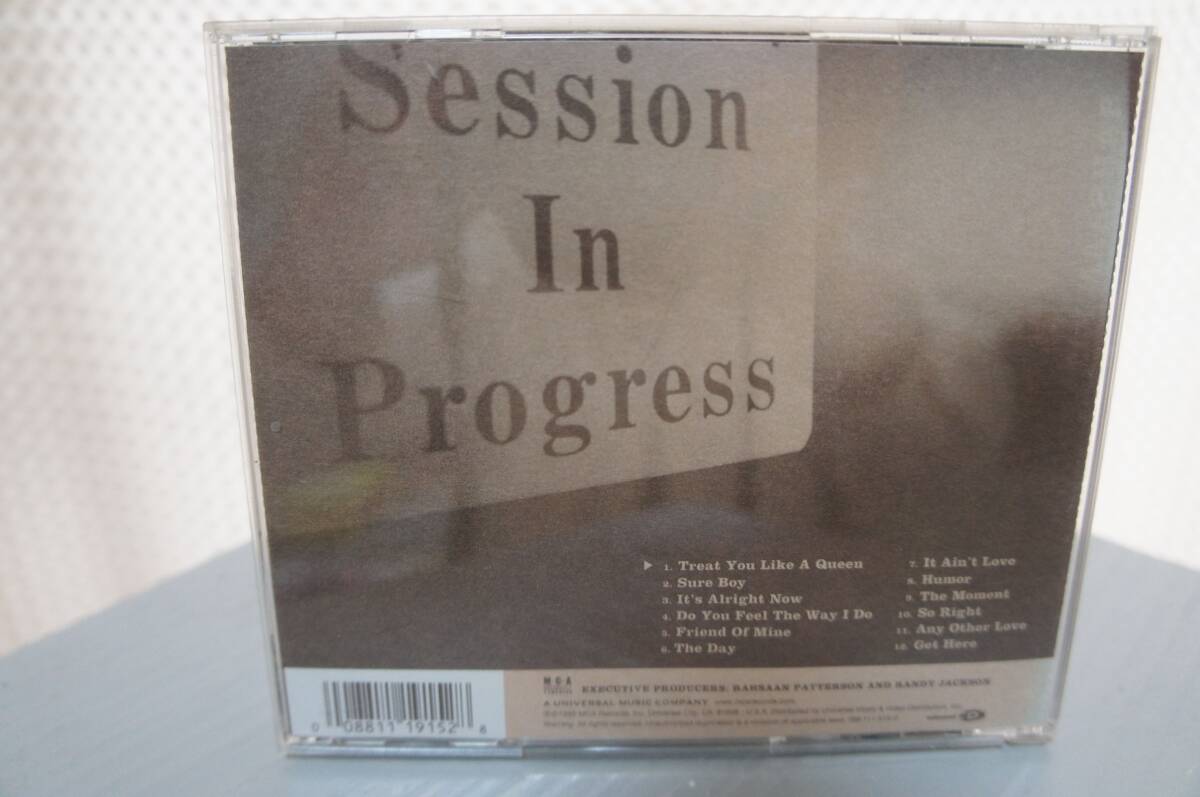 Session
In
Progress
1. Treat You Like A Queen
2. Sure Boy
3. It's Alright Now
4. Do You Feel The Way I Do
5. Friend Of Mine
6. The Day
7. It Ain't Love
8. Humor
9. The Moment
10. So Right
11. Any Other Love
12. Get Here
MCA
EXECUTIVE PRODUCERS: RAHSAAN PATTERSON AND RANDY JACKSON
A UNIVERSAL MUSIC COMPANY
0 08811 19152 8